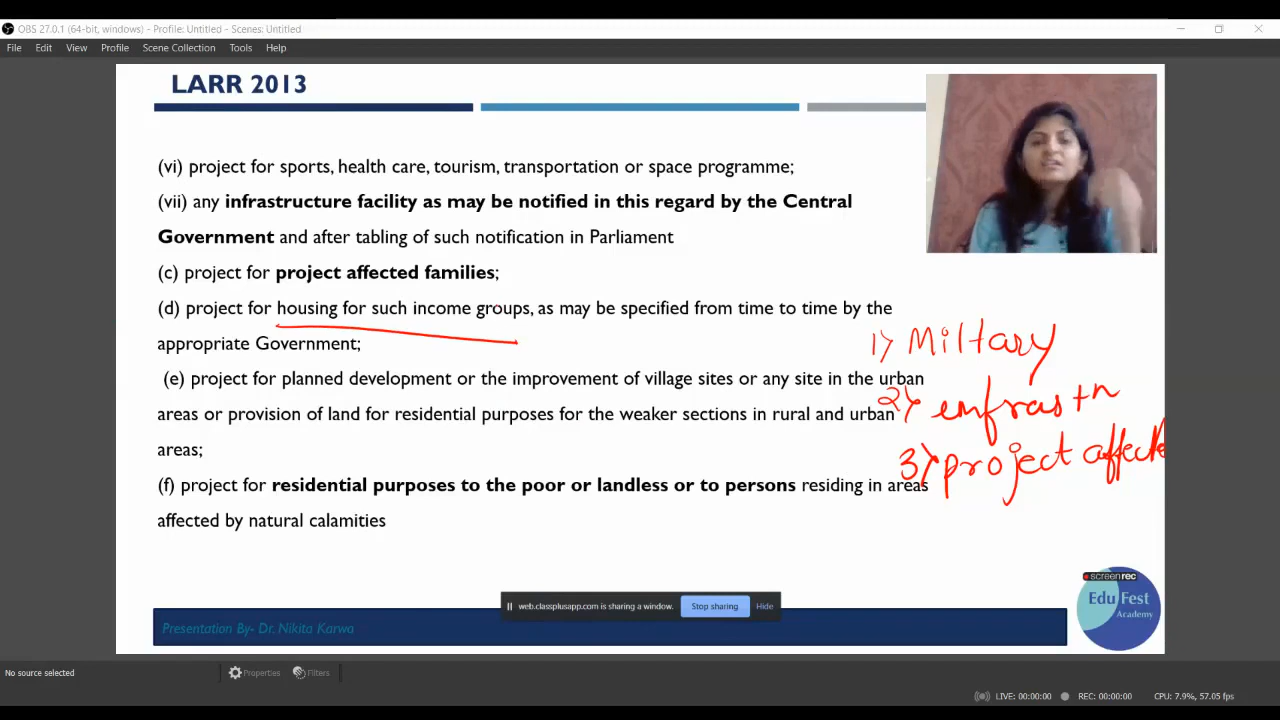 OBS 27.0.1 (64-bit, windows) - Profile: Untitled - Scenes: Untitled
File Edit View Profile Scene Collection Tools Help
LARR 2013
(vi) project for sports, health care, tourism, transportation or space programme;
(vii) any infrastructure facility as may be notified in this regard by the Central
Government and after tabling of such notification in Parliament
(c) project for project affected families;
(d) project for housing for such income groups, as may be specified from time to time by the
appropriate Government;
(e) project for planned development or the improvement of village sites or any site in the urban
areas or provision of land for residential purposes for the weaker sections in rural and urban
areas;
(f) project for residential purposes to the poor or landless or to persons residing in areas
affected by natural calamities
1) Miltary
2) enfrastn
3) project affecte
screenrec
Edu Fest
Academy
web.classplusapp.com is sharing a window. Stop sharing Hide
Presentation By- Dr. Nikita Karwa
No source selected Properties Filters
LIVE: 00:00:00 REC: 00:00:00 CPU: 7.9%, 57.05 fps